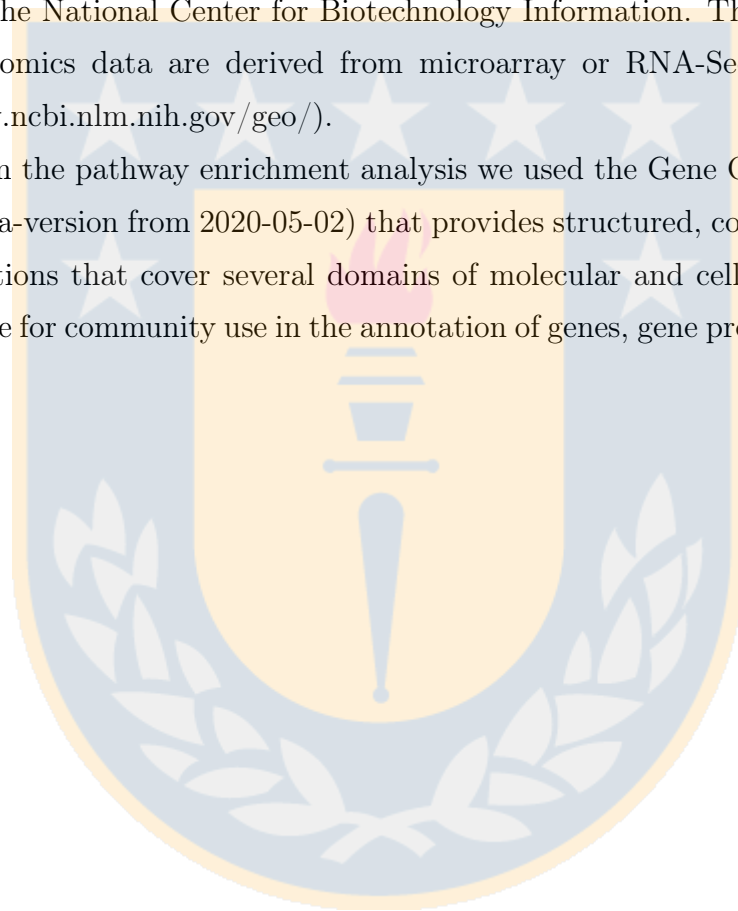 he National Center for Biotechnology Information. Th
omics data are derived from microarray or RNA-Se
.ncbi.nlm.nih.gov/geo/).
n the pathway enrichment analysis we used the Gene O
a-version from 2020-05-02) that provides structured, co
tions that cover several domains of molecular and cell
e for community use in the annotation of genes, gene pro